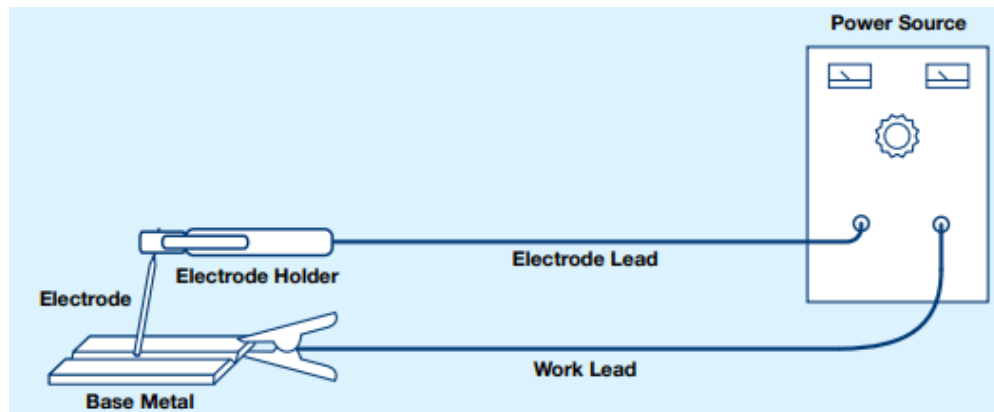 Power Source
Electrode Lead
Electrode Holder
Electrode
Work Lead
Base Metal